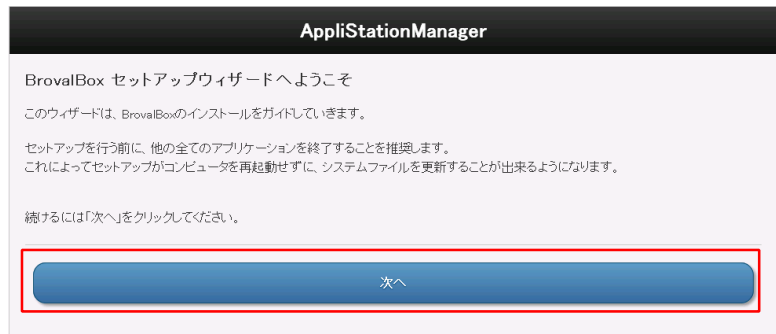 AppliStationManager
BrovalBox セットアップウィザードへようこそ
このウィザードは、BrovalBoxのインストールをガイドしていきます。
セットアップを行う前に、他の全てのアプリケーションを終了することを推奨します。
これによってセットアップがコンピュータを再起動せずに、システムファイルを更新することが出来るようになります。
続けるには「次へ」をクリックしてください。
次へ